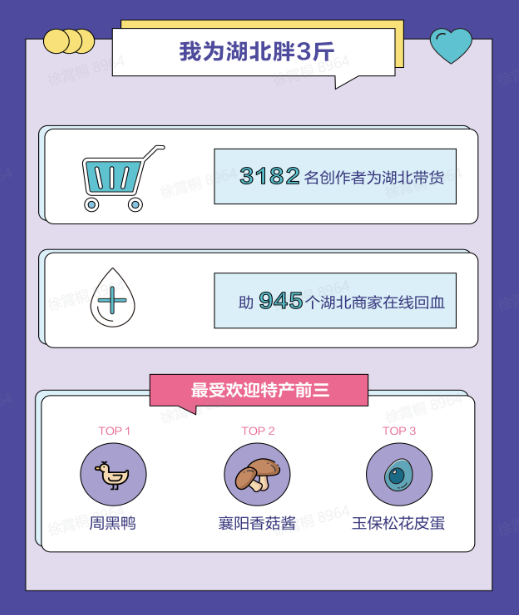 我为湖北胖3斤
3182 名创作者为湖北带货
助 945 个湖北商家在线回血
最受欢迎特产前三
TOP 1 TOP 2 TOP 3
周黑鸭 襄阳香菇酱 玉保松花皮蛋
徐霄桐 8964